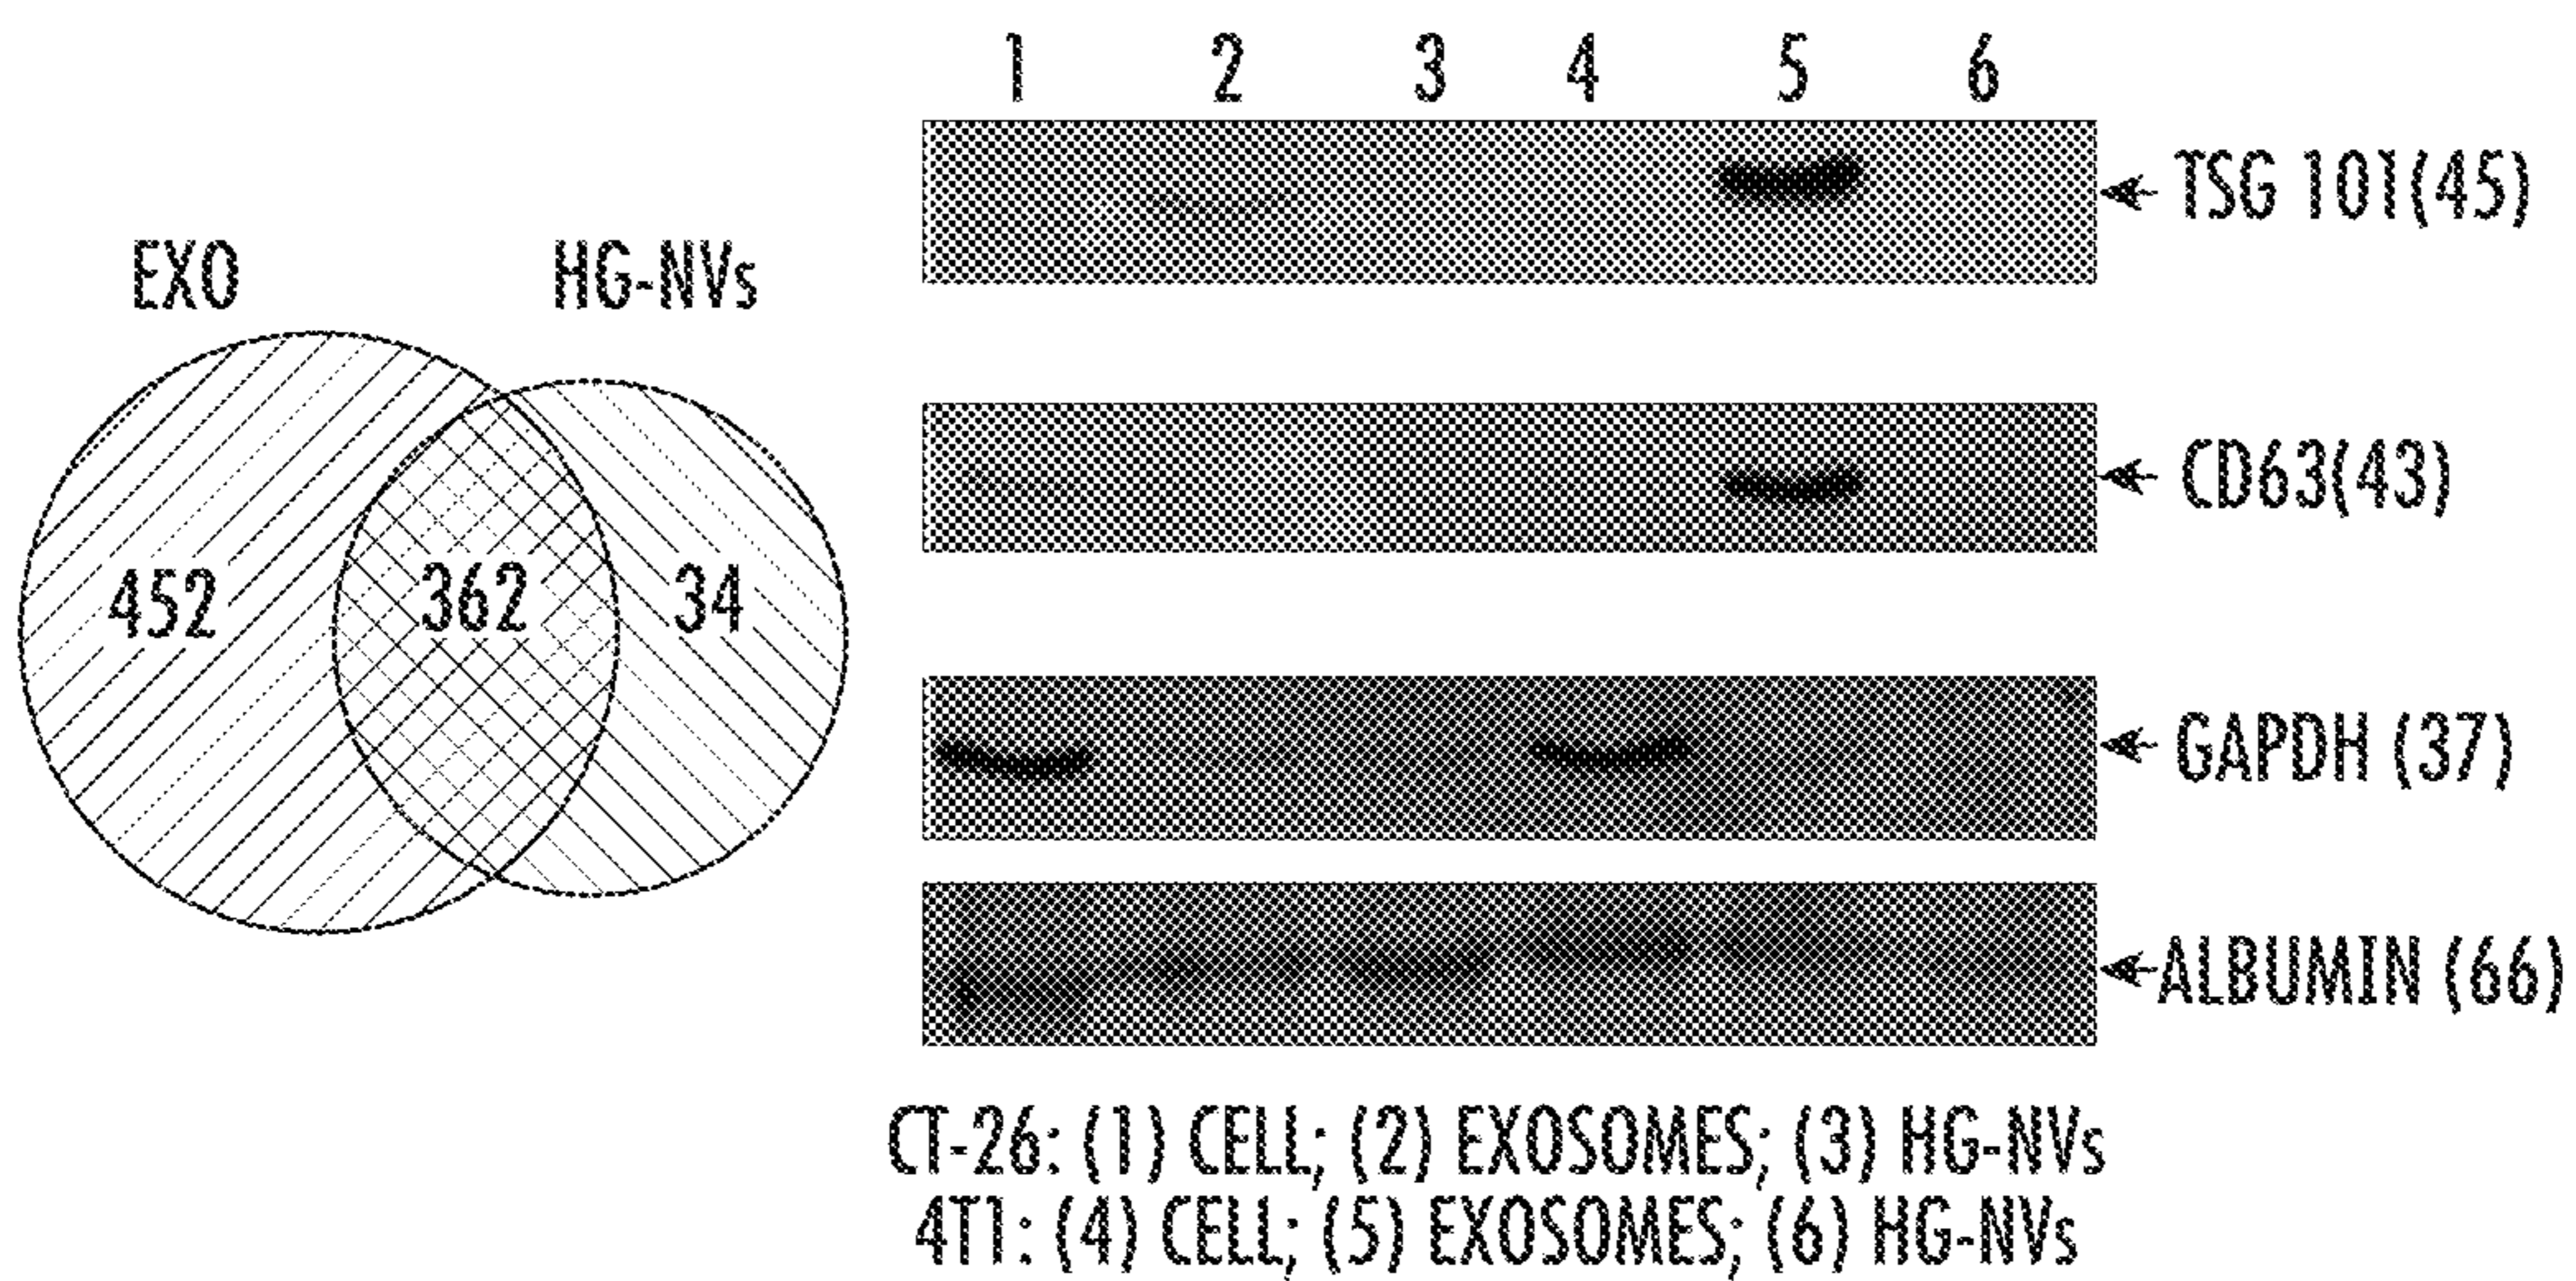 1 2 3 4 5 6
TSG 101(45)
EXO HG-NVs
452 362 34
CD63(43)
GAPDH (37)
ALBUMIN (66)
CT-26: (1) CELL; (2) EXOSOMES; (3) HG-NVs
4T1: (4) CELL; (5) EXOSOMES; (6) HG-NVs